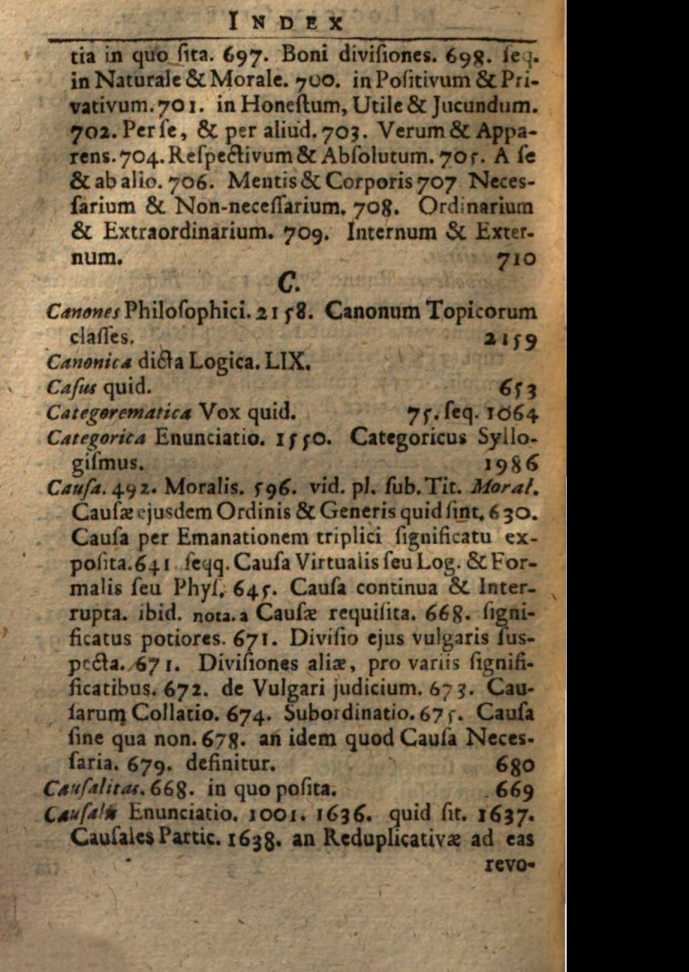 INDEX
tia in quo ſita. 697. Boni diviſiones. 698. ſeq.
in Naturale & Morale. 700. in Poſitivum & Pri-
vativum. 701. in Honeſtum, Utile & Jucundum.
702. Per ſe, & per aliud. 703. Verum & Appa-
rens. 704. Reſpectivum & Abſolutum. 705. A ſe
& ab alio. 706. Mentis & Corporis 707 Neces-
ſarium & Non-neceſſarium. 708. Ordinarium
& Extraordinarium. 709. Internum & Exter-
num. 710
C.
Canones Philoſophici. 2158. Canonum Topicorum
claſſes. 2159
Canonica dicta Logica. LIX.
Caſus quid. 653
Categorematica Vox quid. 75. ſeq. 1064
Categorica Enunciatio. 1550. Categoricus Syllo-
giſmus. 1986
Cauſa. 492. Moralis. 596. vid. pl. ſub. Tit. Moral.
Cauſæ ejusdem Ordinis & Generis quid ſint. 630.
Cauſa per Emanationem triplici ſignificatu ex-
poſita. 641 ſeqq. Cauſa Virtualis ſeu Log. & For-
malis ſeu Phyſ. 645. Cauſa continua & Inter-
rupta. ibid. nota. a Cauſæ requiſita. 668. ſigni-
ficatus potiores. 671. Diviſio ejus vulgaris ſus-
pecta. 671. Diviſiones aliæ, pro variis ſignifi-
ficatibus. 672. de Vulgari judicium. 673. Cau-
ſarum Collatio. 674. Subordinatio. 675. Cauſa
ſine qua non. 678. an idem quod Cauſa Neces-
ſaria. 679. definitur. 680
Cauſalitas. 668. in quo poſita. 669
Cauſalis Enunciatio. 1001. 1636. quid ſit. 1637.
Cauſales Partic. 1638. an Reduplicativæ ad eas
revo-